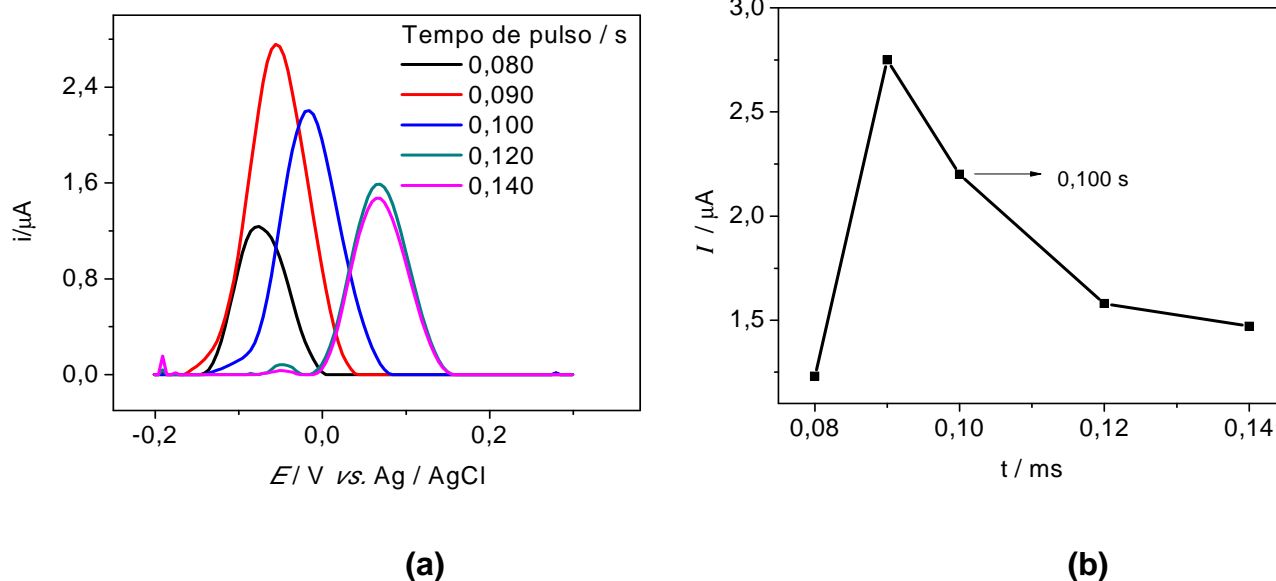 Tempo de pulso / s
0,080
0,090
0,100
0,120
0,140
2,4
1,6
0,8
0,0
i/μA
-0,2 0,0 0,2
E / V vs. Ag / AgCl
(a)
3,0
2,5
2,0
1,5
I / μA
0,100 s
0,08 0,10 0,12 0,14
t / ms
(b)